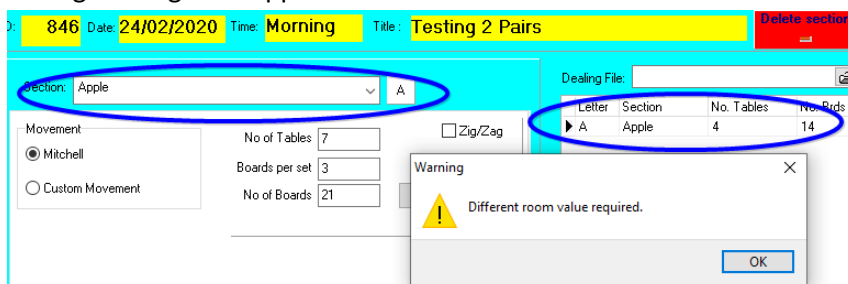 846 Date: 24/02/2020 Time: Morning Title: Testing 2 Pairs Delete section
Section: Apple A
Dealing File:
Letter Section No. Tables No. Brds
A Apple 4 14
Movement
Mitchell
Custom Movement
No of Tables 7
Boards per set 3
No of Boards 21
Zig/Zag
Warning
Different room value required.
OK